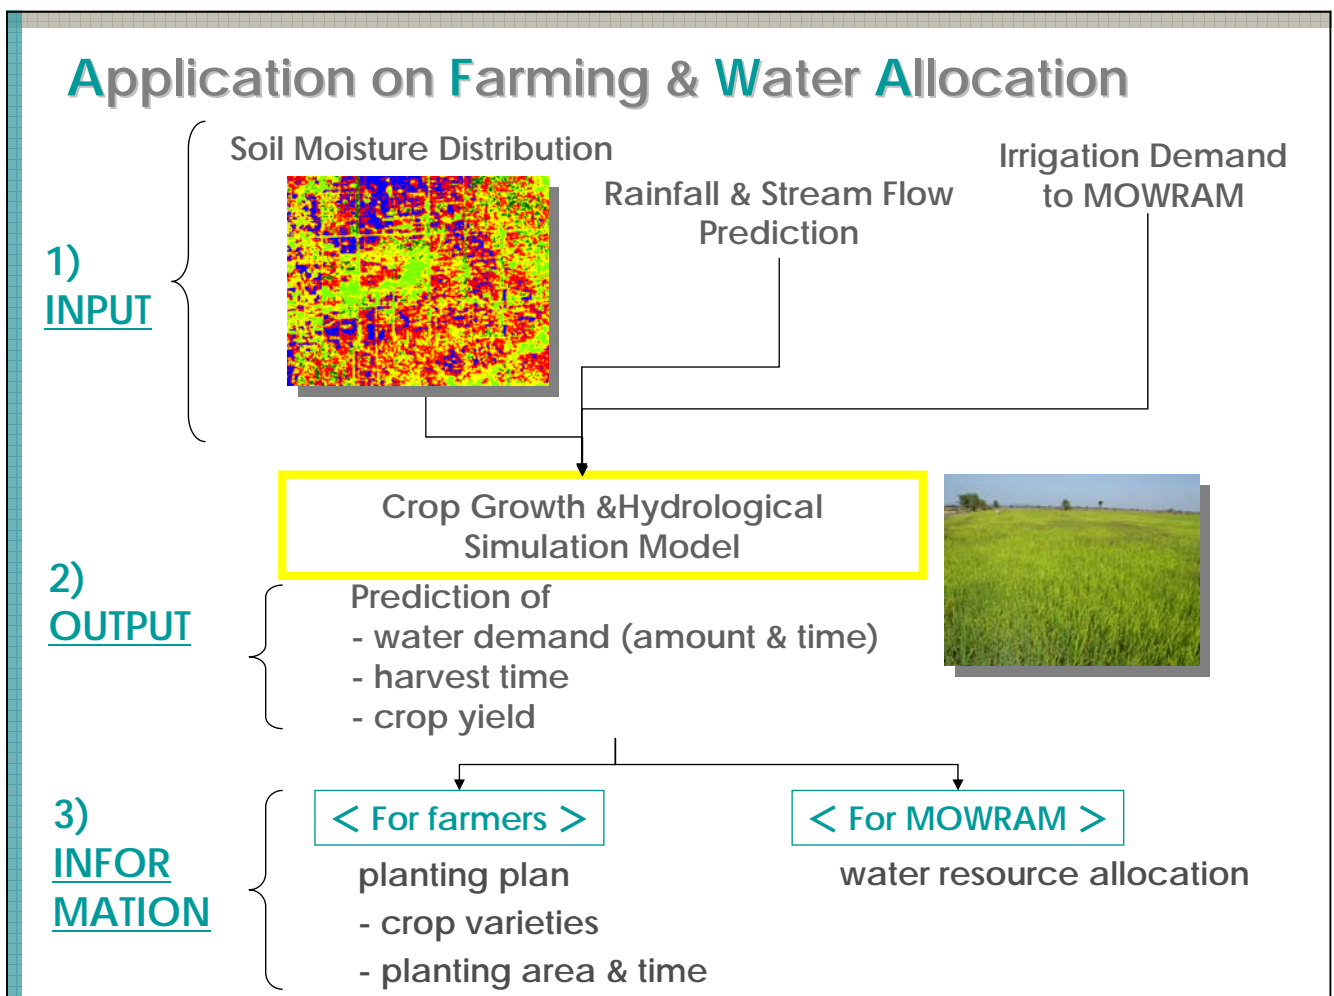 Application on Farming & Water Allocation
Soil Moisture Distribution
Rainfall & Stream Flow
Prediction
Irrigation Demand
to MOWRAM
1)
INPUT
Crop Growth &Hydrological
Simulation Model
2)
OUTPUT
Prediction of
- water demand (amount & time)
- harvest time
- crop yield
3)
INFOR
MATION
< For farmers >
planting plan
- crop varieties
- planting area & time
< For MOWRAM >
water resource allocation